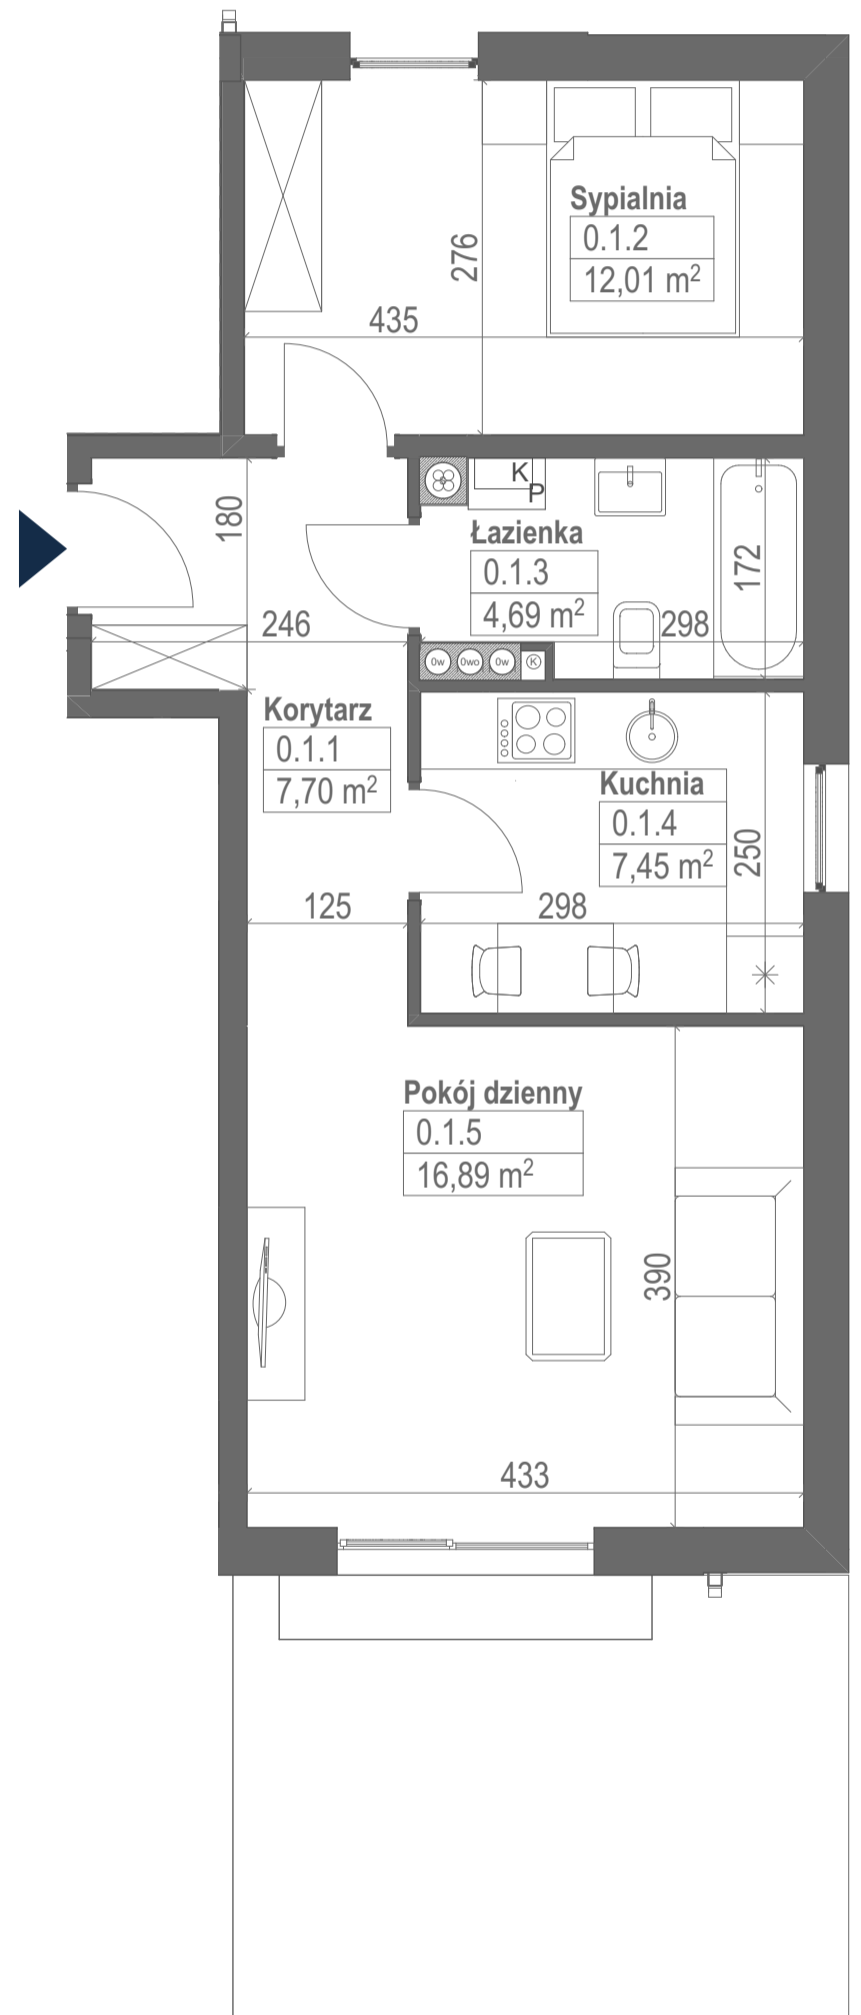 Sypialnia
0.1.2
12,01 m²
276
435
180
K
P
Łazienka
0.1.3
4,69 m²
172
246
298
0w
0wo
0w
K
Korytarz
0.1.1
7,70 m²
Kuchnia
0.1.4
7,45 m²
250
125
298
Pokój dzienny
0.1.5
16,89 m²
390
433